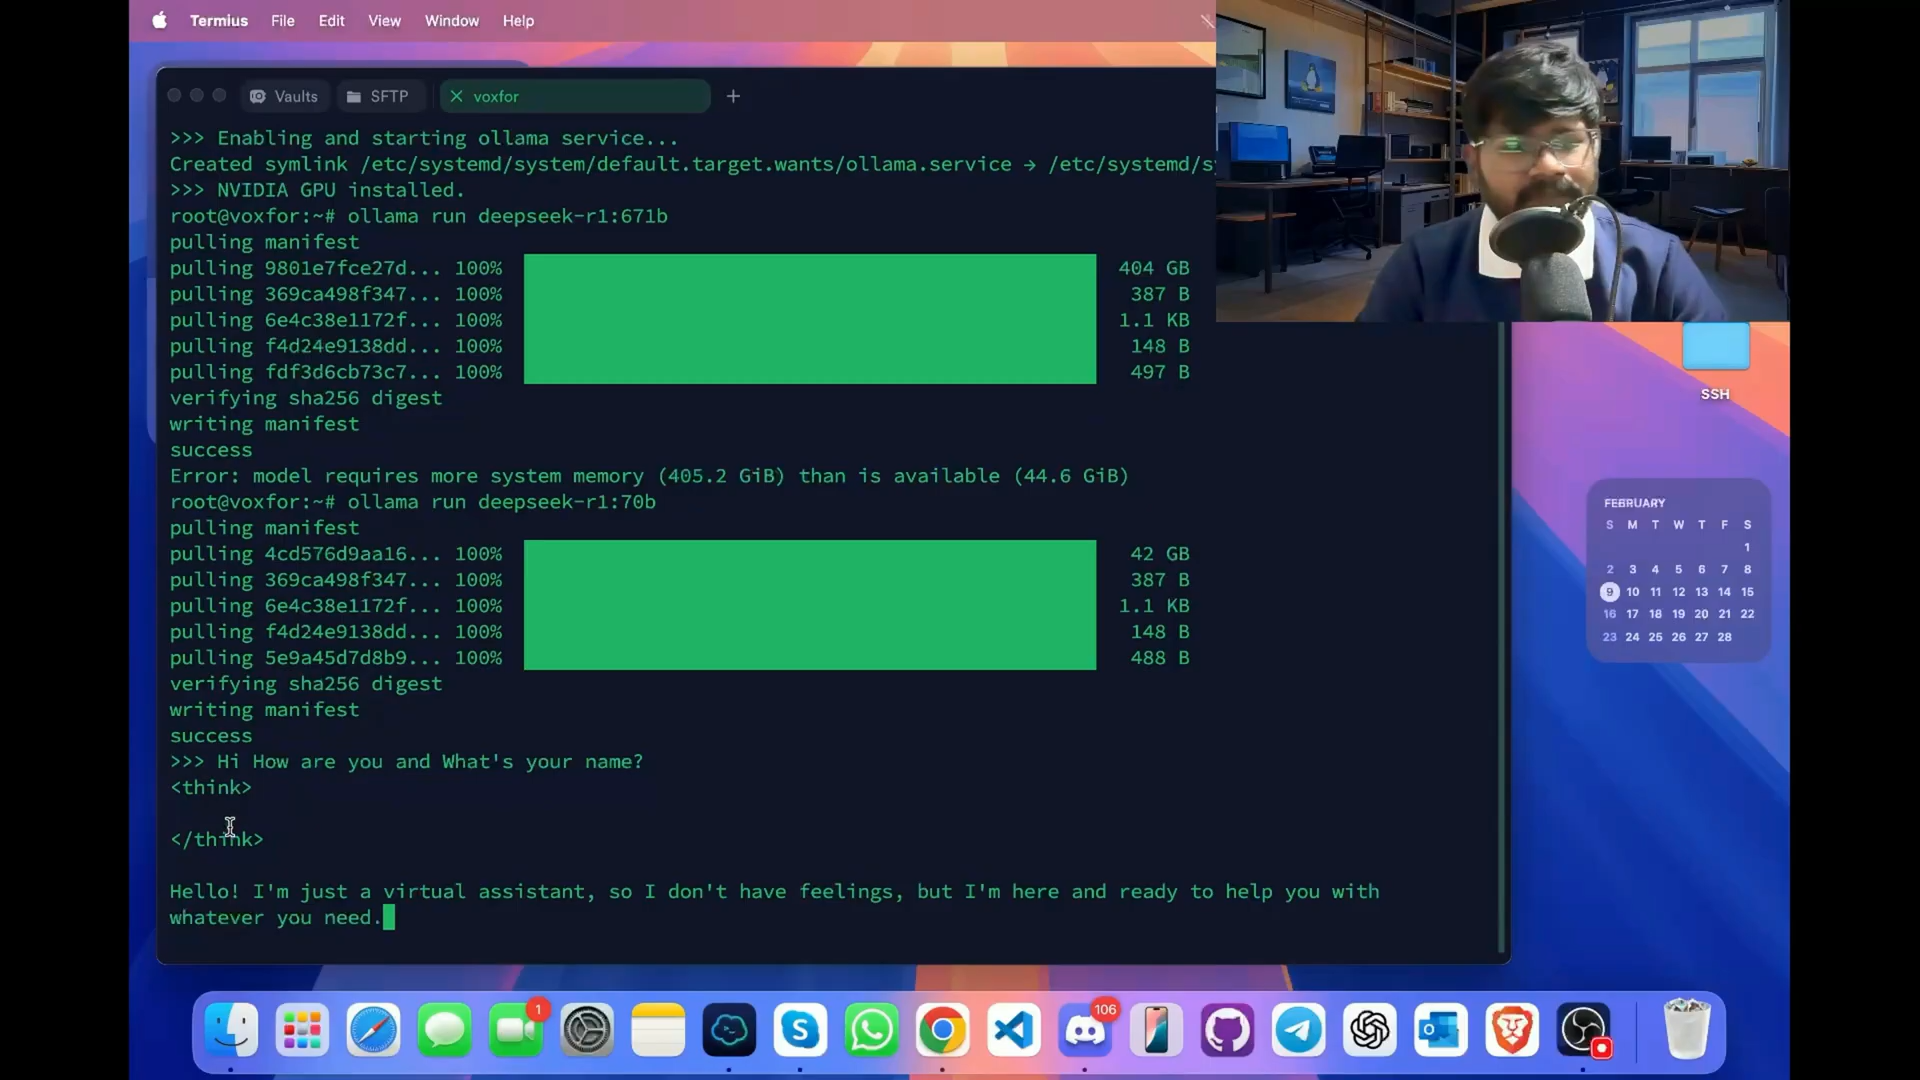 Termius File Edit View Window Help
Vaults SFTP voxfor
>>> Enabling and starting ollama service...
Created symlink /etc/systemd/system/default.target.wants/ollama.service → /etc/systemd/s
>>> NVIDIA GPU installed.
root@voxfor:~# ollama run deepseek-r1:671b
pulling manifest
pulling 9801e7fce27d... 100% 404 GB
pulling 369ca498f347... 100% 387 B
pulling 6e4c38e1172f... 100% 1.1 KB
pulling f4d24e9138dd... 100% 148 B
pulling fdf3d6cb73c7... 100% 497 B
verifying sha256 digest
writing manifest
success
Error: model requires more system memory (405.2 GiB) than is available (44.6 GiB)
root@voxfor:~# ollama run deepseek-r1:70b
pulling manifest
pulling 4cd576d9aa16... 100% 42 GB
pulling 369ca498f347... 100% 387 B
pulling 6e4c38e1172f... 100% 1.1 KB
pulling f4d24e9138dd... 100% 148 B
pulling 5e9a45d7d8b9... 100% 488 B
verifying sha256 digest
writing manifest
success
>>> Hi How are you and What's your name?
<think>
</think>
Hello! I'm just a virtual assistant, so I don't have feelings, but I'm here and ready to help you with
whatever you need.
SSH
FEBRUARY
S M T W T F S
1
2 3 4 5 6 7 8
9 10 11 12 13 14 15
16 17 18 19 20 21 22
23 24 25 26 27 28
1
106